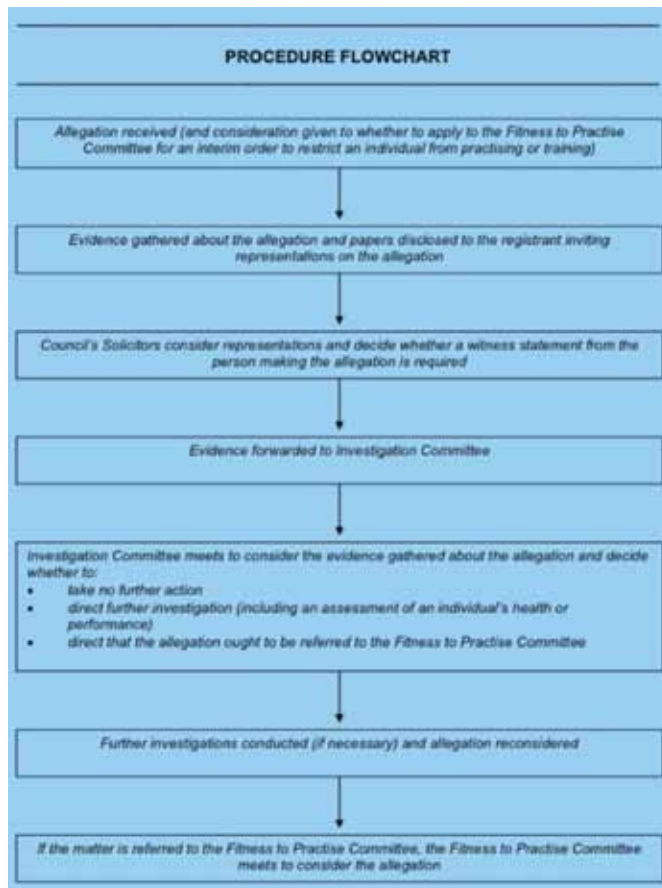 PROCEDURE FLOWCHART
Allegation received (and consideration given to whether to apply to the Fitness to Practise
Committee for an interim order to restrict an individual from practising or training)
Evidence gathered about the allegation and papers disclosed to the registrant inviting
representations on the allegation
Council's Solicitors consider representations and decide whether a witness statement from the
person making the allegation is required
Evidence forwarded to Investigation Committee
Investigation Committee meets to consider the evidence gathered about the allegation and decide
whether to:
• take no further action
• direct further investigation (including an assessment of an individual's health or
performance)
• direct that the allegation ought to be referred to the Fitness to Practise Committee
Further investigations conducted (if necessary) and allegation reconsidered
If the matter is referred to the Fitness to Practise Committee, the Fitness to Practise Committee
meets to consider the allegation